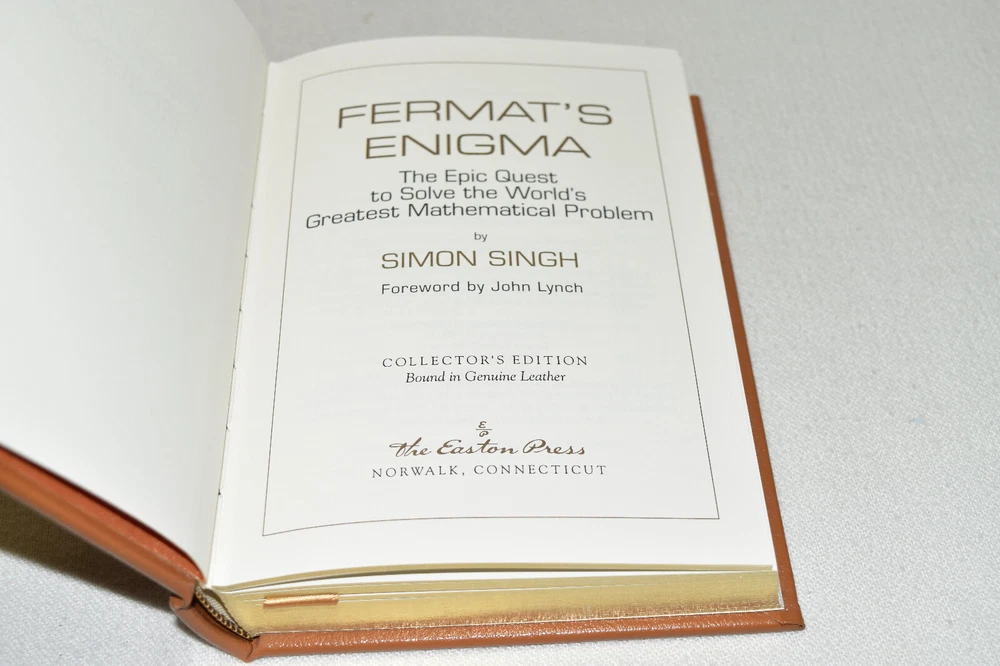 FERMAT'S
ENIGMA
The Epic Quest
to Solve the World's
Greatest Mathematical Problem
by
SIMON SINGH
Foreword by John Lynch
COLLECTOR'S EDITION
Bound in Genuine Leather
E
P
The Easton Press
NORWALK, CONNECTICUT